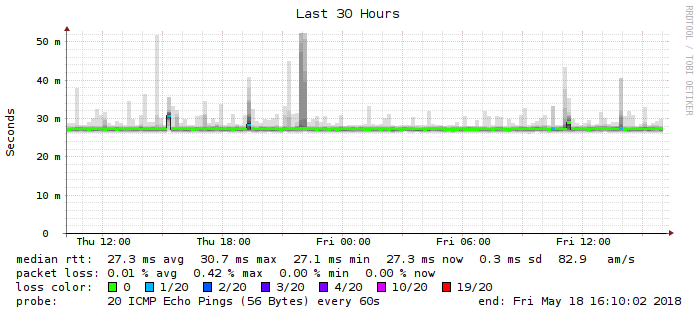 Last 30 Hours
RRDTOOL / TOBI OETIKER
Seconds
50 m
40 m
30 m
20 m
10 m
0
Thu 12:00 Thu 18:00 Fri 00:00 Fri 06:00 Fri 12:00
median rtt: 27.3 ms avg 30.7 ms max 27.1 ms min 27.3 ms now 0.3 ms sd 82.9 am/s
packet loss: 0.01 % avg 0.42 % max 0.00 % min 0.00 % now
loss color: 0 1/20 2/20 3/20 4/20 10/20 19/20
probe: 20 ICMP Echo Pings (56 Bytes) every 60s end: Fri May 18 16:10:02 2018